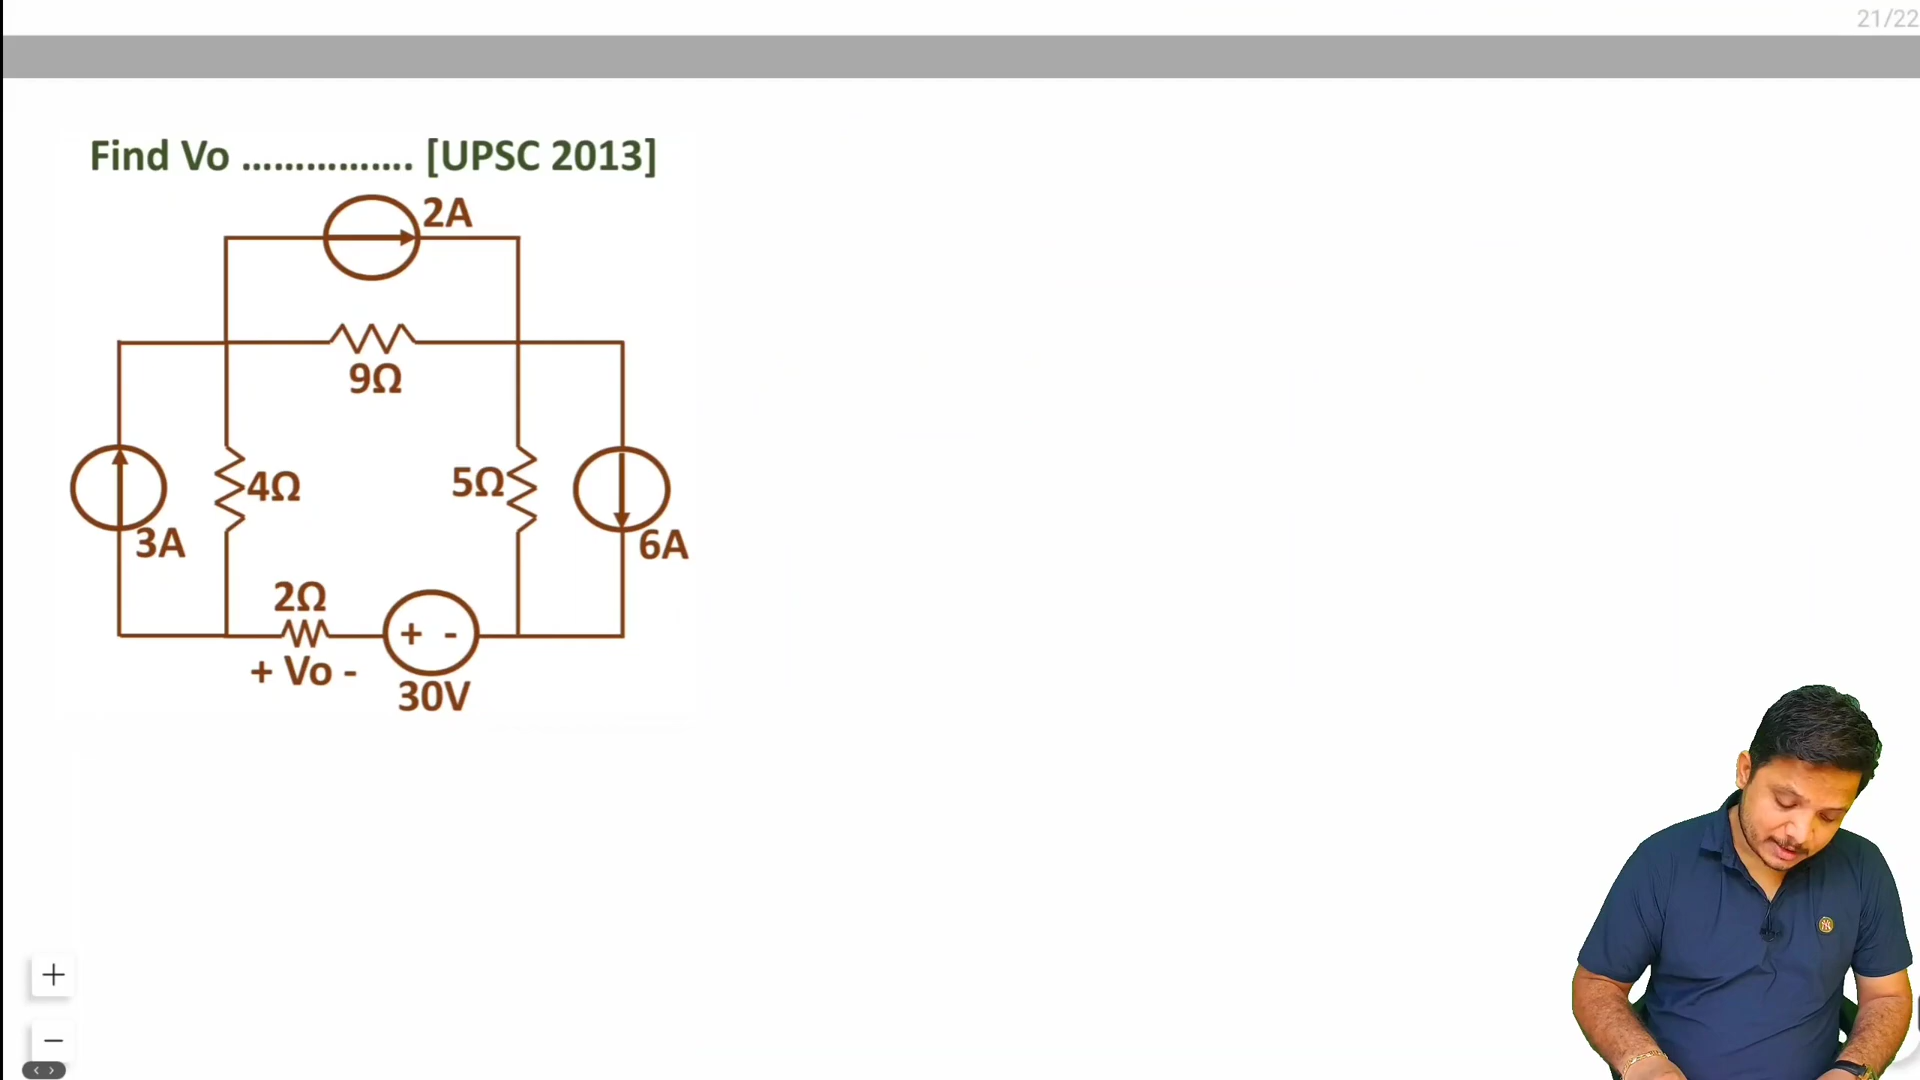 21/22
Find Vo ................ [UPSC 2013]
2A
9Ω
4Ω
5Ω
3A
6A
2Ω
+ -
+ Vo -
30V
+
−
< >